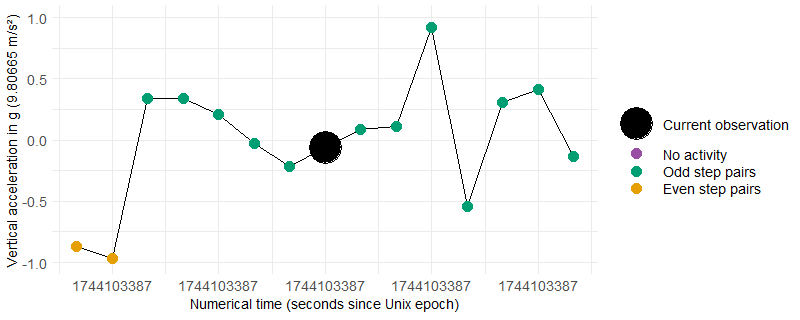 Vertical acceleration in g (9.80665 m/s²)
1.0
0.5
0.0
-0.5
-1.0
1744103387 1744103387 1744103387 1744103387 1744103387
Numerical time (seconds since Unix epoch)
Current observation
No activity
Odd step pairs
Even step pairs